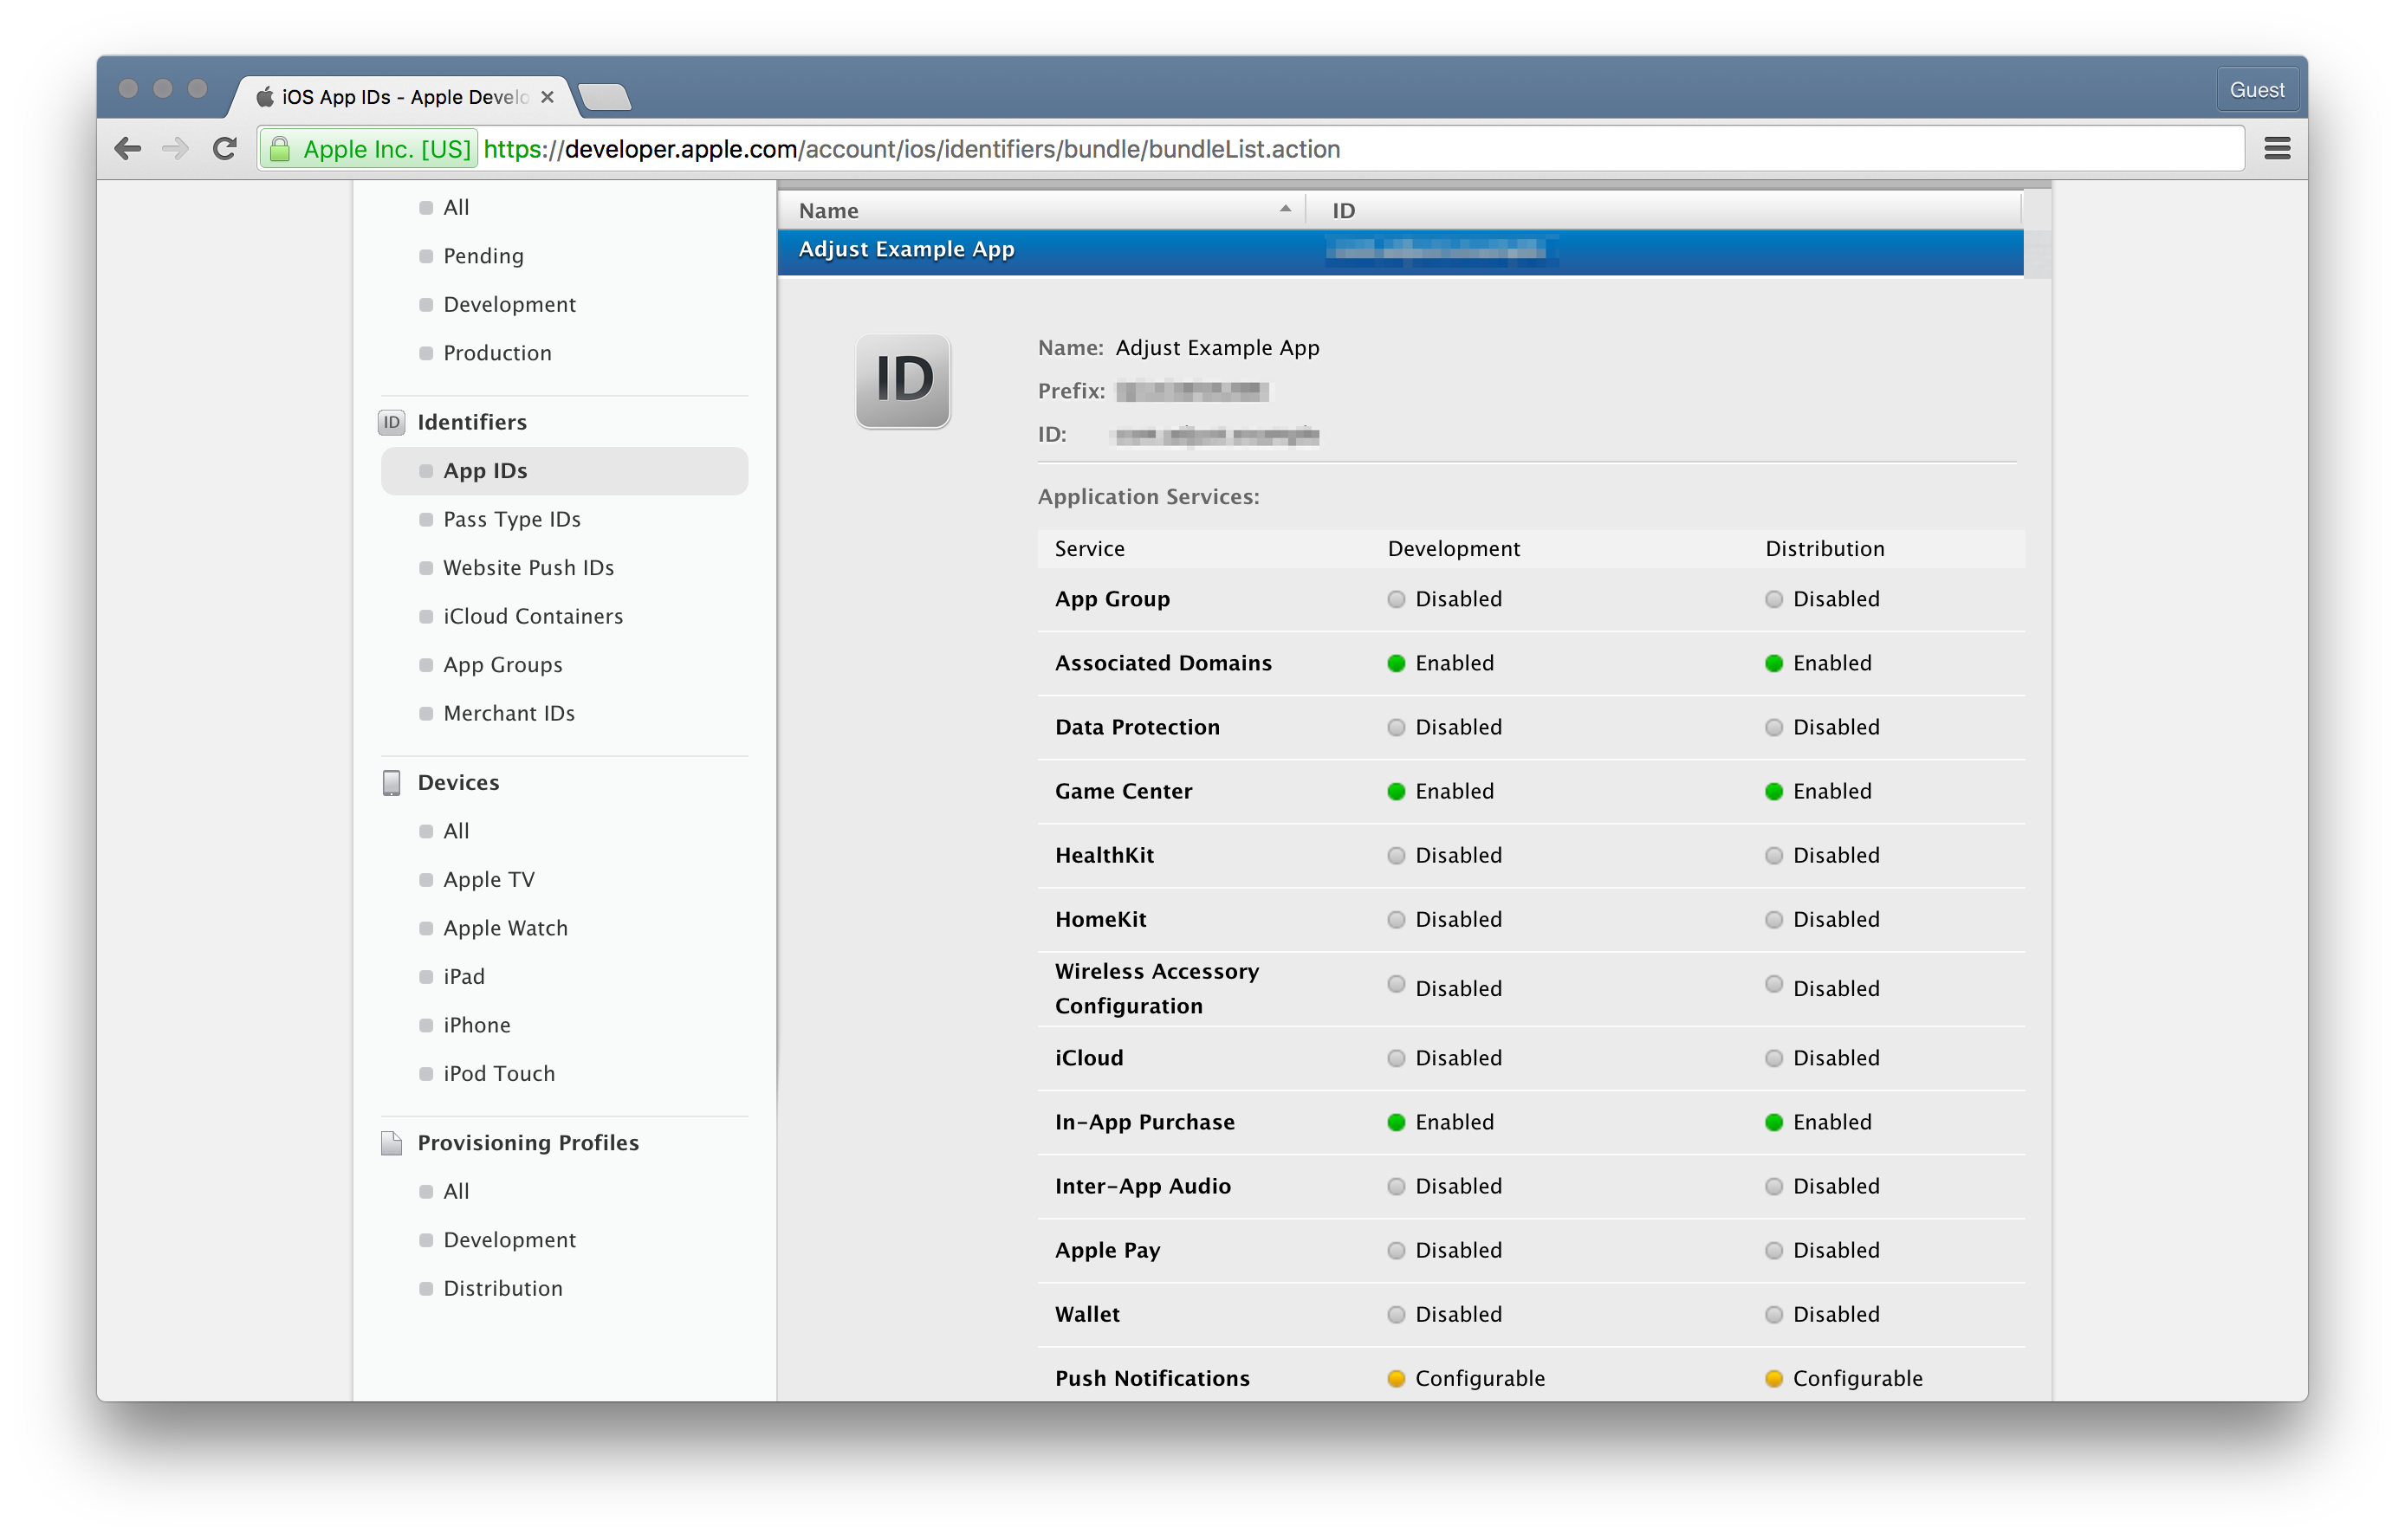 iOS App IDs - Apple Develo
Guest
Apple Inc. [US] https://developer.apple.com/account/ios/identifiers/bundle/bundleList.action
All
Pending
Development
Production
ID Identifiers
App IDs
Pass Type IDs
Website Push IDs
iCloud Containers
App Groups
Merchant IDs
Devices
All
Apple TV
Apple Watch
iPad
iPhone
iPod Touch
Provisioning Profiles
All
Development
Distribution
Name ID
Adjust Example App
ID
Name: Adjust Example App
Prefix:
ID:
Application Services:
Service Development Distribution
App Group Disabled Disabled
Associated Domains Enabled Enabled
Data Protection Disabled Disabled
Game Center Enabled Enabled
HealthKit Disabled Disabled
HomeKit Disabled Disabled
Wireless Accessory
Configuration Disabled Disabled
iCloud Disabled Disabled
In-App Purchase Enabled Enabled
Inter-App Audio Disabled Disabled
Apple Pay Disabled Disabled
Wallet Disabled Disabled
Push Notifications Configurable Configurable